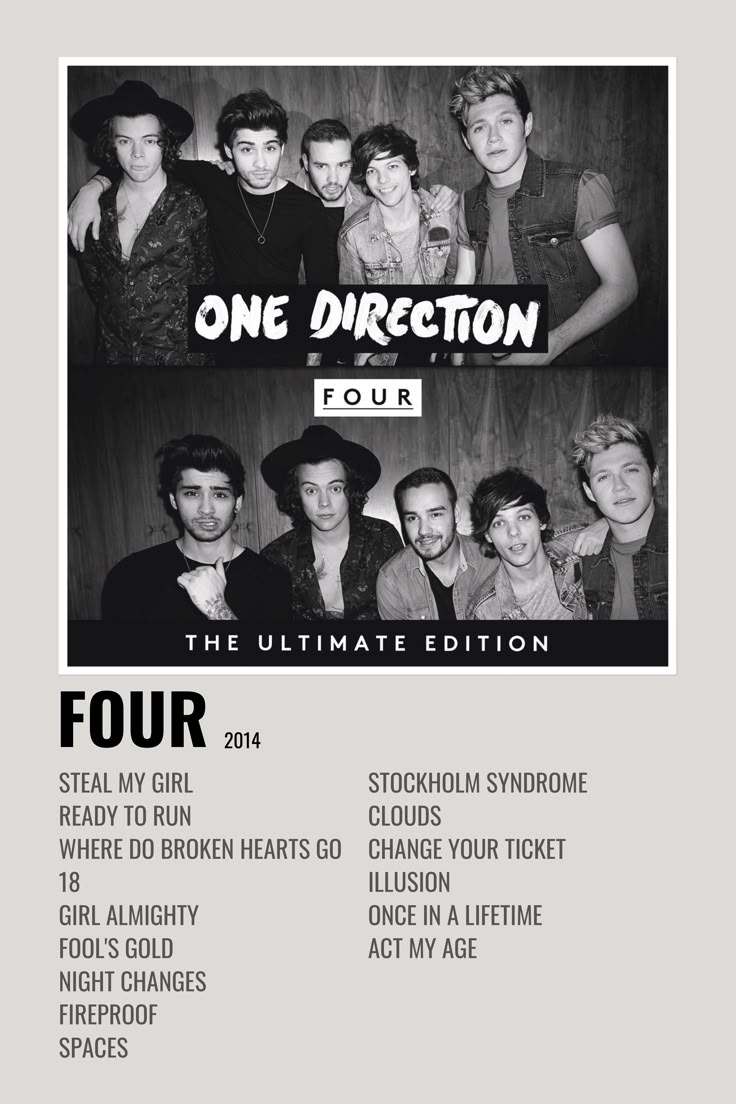 ONE DIRECTION
FOUR
THE ULTIMATE EDITION
FOUR 2014
STEAL MY GIRL
READY TO RUN
WHERE DO BROKEN HEARTS GO
18
GIRL ALMIGHTY
FOOL'S GOLD
NIGHT CHANGES
FIREPROOF
SPACES
STOCKHOLM SYNDROME
CLOUDS
CHANGE YOUR TICKET
ILLUSION
ONCE IN A LIFETIME
ACT MY AGE